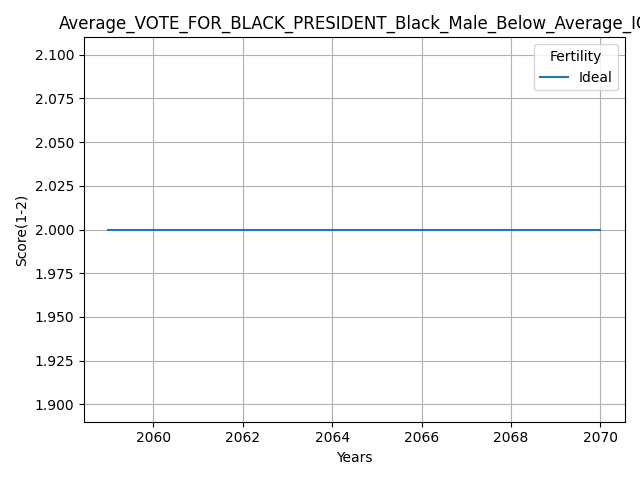 Average_VOTE_FOR_BLACK_PRESIDENT_Black_Male_Below_Average_IQ
Fertility
Ideal
Score(1-2)
2.100
2.075
2.050
2.025
2.000
1.975
1.950
1.925
1.900
2060 2062 2064 2066 2068 2070
Years